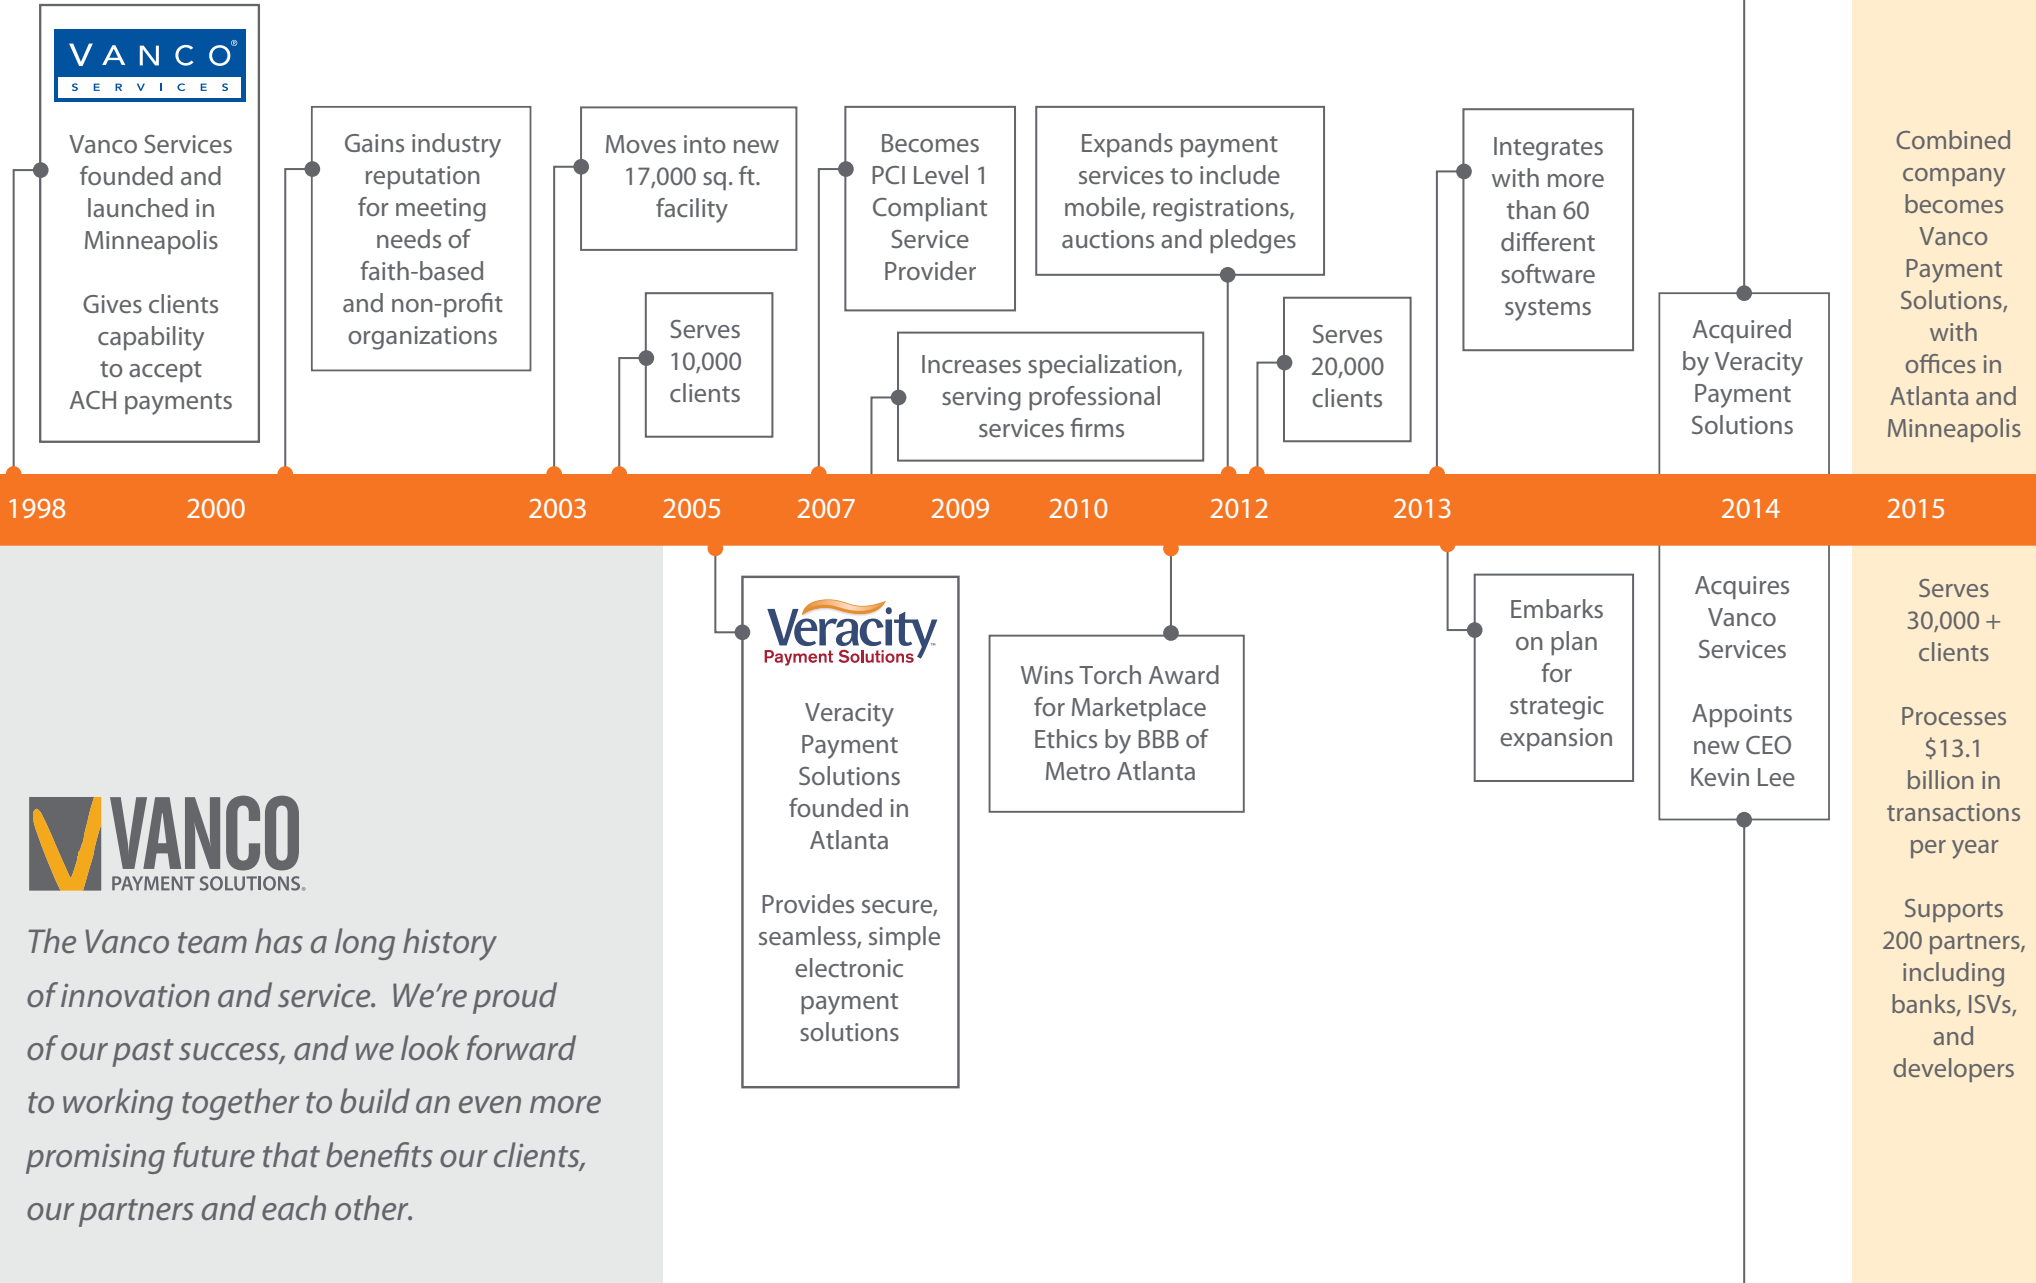 VANCO®
SERVICES
Vanco Services
founded and
launched in
Minneapolis
Gives clients
capability
to accept
ACH payments
Gains industry
reputation
for meeting
needs of
faith-based
and non-profit
organizations
Moves into new
17,000 sq. ft.
facility
Serves
10,000
clients
Becomes
PCI Level 1
Compliant
Service
Provider
Increases specialization,
serving professional
services firms
Expands payment
services to include
mobile, registrations,
auctions and pledges
Serves
20,000
clients
Integrates
with more
than 60
different
software
systems
Acquired
by Veracity
Payment
Solutions
Combined
company
becomes
Vanco
Payment
Solutions,
with
offices in
Atlanta and
Minneapolis
1998 2000 2003 2005 2007 2009 2010 2012 2013 2014 2015
Veracity
Payment Solutions
Veracity
Payment
Solutions
founded in
Atlanta
Provides secure,
seamless, simple
electronic
payment
solutions
Wins Torch Award
for Marketplace
Ethics by BBB of
Metro Atlanta
Embarks
on plan
for
strategic
expansion
Acquires
Vanco
Services
Appoints
new CEO
Kevin Lee
Serves
30,000 +
clients
Processes
$13.1
billion in
transactions
per year
Supports
200 partners,
including
banks, ISVs,
and
developers
VANCO
PAYMENT SOLUTIONS.
The Vanco team has a long history
of innovation and service.  We’re proud
of our past success, and we look forward
to working together to build an even more
promising future that benefits our clients,
our partners and each other.